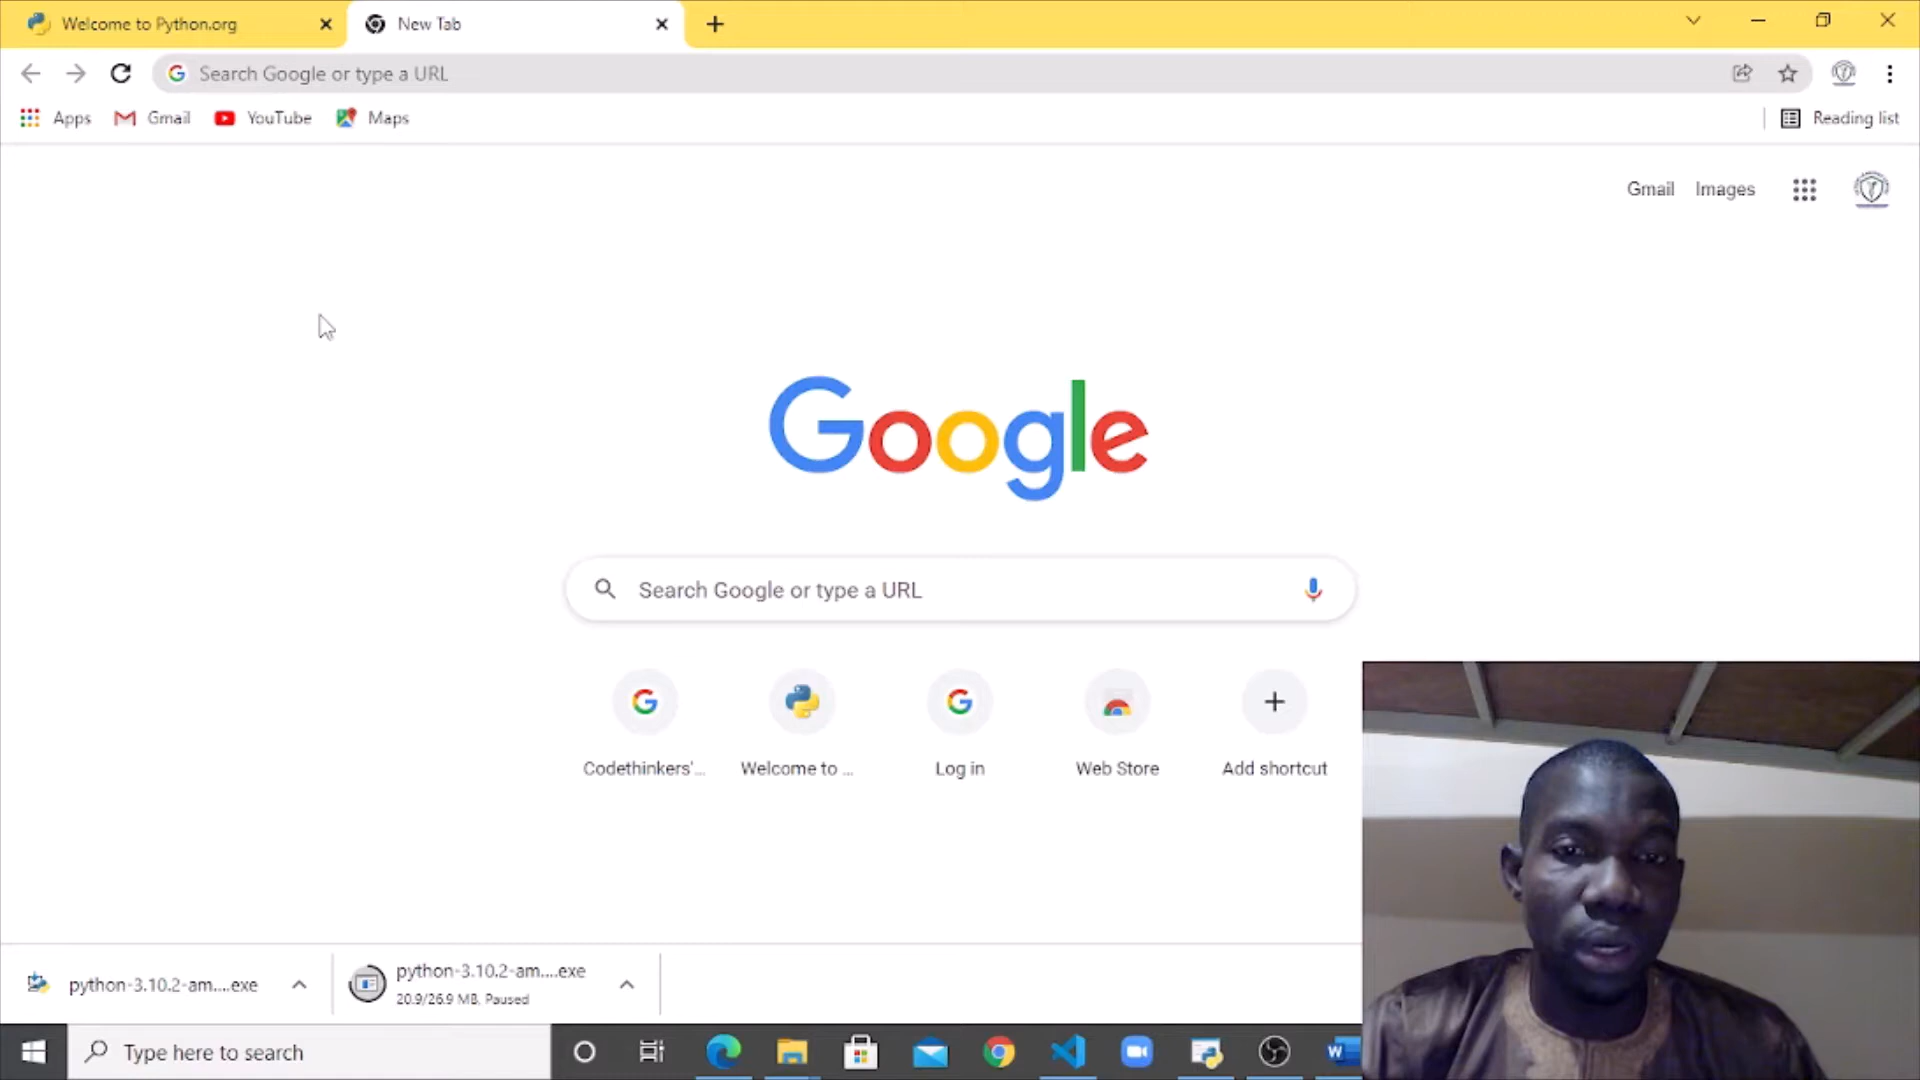 Welcome to Python.org
New Tab
Search Google or type a URL
Apps
Gmail
YouTube
Maps
Reading list
Gmail
Images
Google
Search Google or type a URL
Codethinkers'...
Welcome to ...
Log in
Web Store
Add shortcut
python-3.10.2-am....exe
python-3.10.2-am....exe
20.9/26.9 MB, Paused
Type here to search